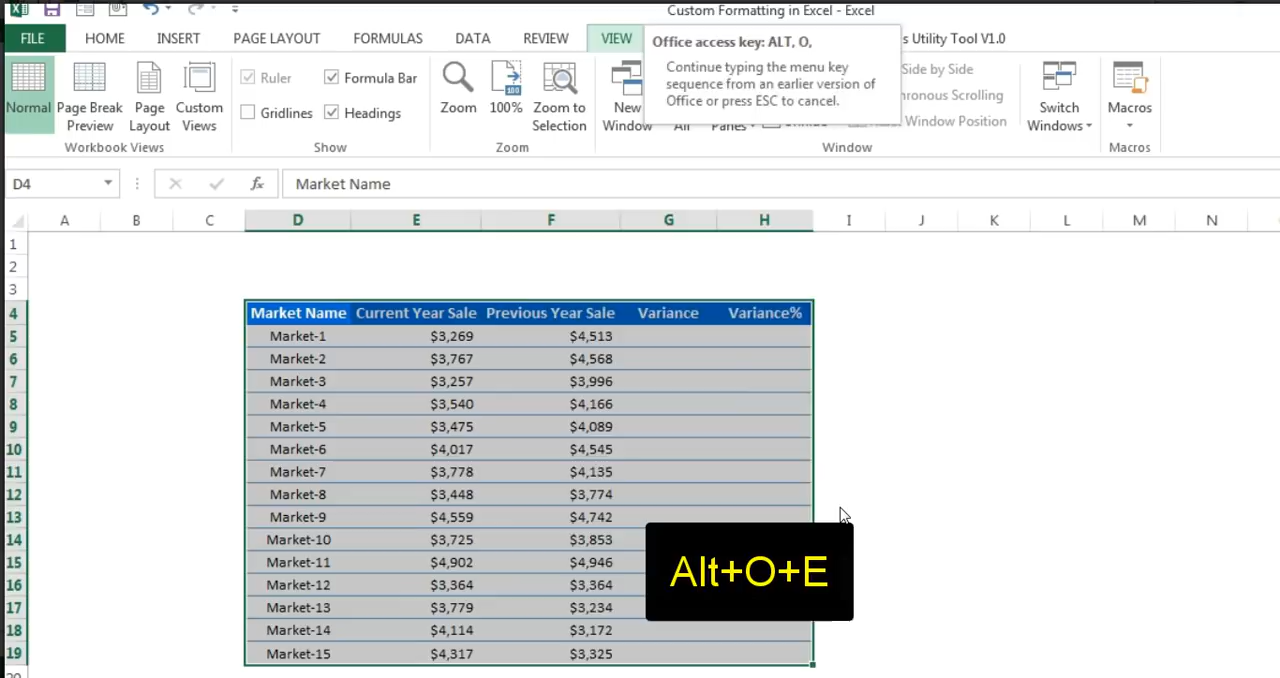 Custom Formatting in Excel - Excel
FILE HOME INSERT PAGE LAYOUT FORMULAS DATA REVIEW VIEW s Utility Tool V1.0
Office access key: ALT, O,
Continue typing the menu key
sequence from an earlier version of
Office or press ESC to cancel.
Normal
Page Break
Preview
Page
Layout
Custom
Views
Workbook Views
Ruler
Formula Bar
Gridlines
Headings
Show
Zoom
100%
Zoom to
Selection
Zoom
New
Window
All
Panes
Side by Side
Window Position
Window
Switch
Windows
Macros
Macros
D4 fx Market Name
A B C D E F G H I J K L M N
1
2
3
4 Market Name Current Year Sale Previous Year Sale Variance Variance%
5 Market-1 $3,269 $4,513
6 Market-2 $3,767 $4,568
7 Market-3 $3,257 $3,996
8 Market-4 $3,540 $4,166
9 Market-5 $3,475 $4,089
10 Market-6 $4,017 $4,545
11 Market-7 $3,778 $4,135
12 Market-8 $3,448 $3,774
13 Market-9 $4,559 $4,742
14 Market-10 $3,725 $3,853
15 Market-11 $4,902 $4,946
16 Market-12 $3,364 $3,364
17 Market-13 $3,779 $3,234
18 Market-14 $4,114 $3,172
19 Market-15 $4,317 $3,325
Alt+O+E